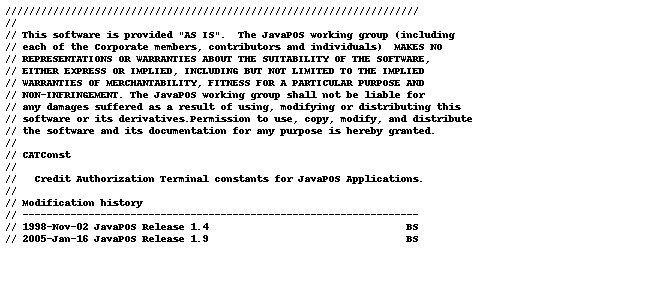 //////////////////////////////////////////////////////////////////////
//
// This software is provided "AS IS".  The JavaPOS working group (including
// each of the Corporate members, contributors and individuals)  MAKES NO
// REPRESENTATIONS OR WARRANTIES ABOUT THE SUITABILITY OF THE SOFTWARE,
// EITHER EXPRESS OR IMPLIED, INCLUDING BUT NOT LIMITED TO THE IMPLIED
// WARRANTIES OF MERCHANTABILITY, FITNESS FOR A PARTICULAR PURPOSE AND
// NON-INFRINGEMENT. The JavaPOS working group shall not be liable for
// any damages suffered as a result of using, modifying or distributing this
// software or its derivatives.Permission to use, copy, modify, and distribute
// the software and its documentation for any purpose is hereby granted.
//
// CATConst
//
//   Credit Authorization Terminal constants for JavaPOS Applications.
//
// Modification history
// ------------------------------------------------------------------
// 1998-Nov-02 JavaPOS Release 1.4                                 BS
// 2005-Jan-16 JavaPOS Release 1.9                                 BS